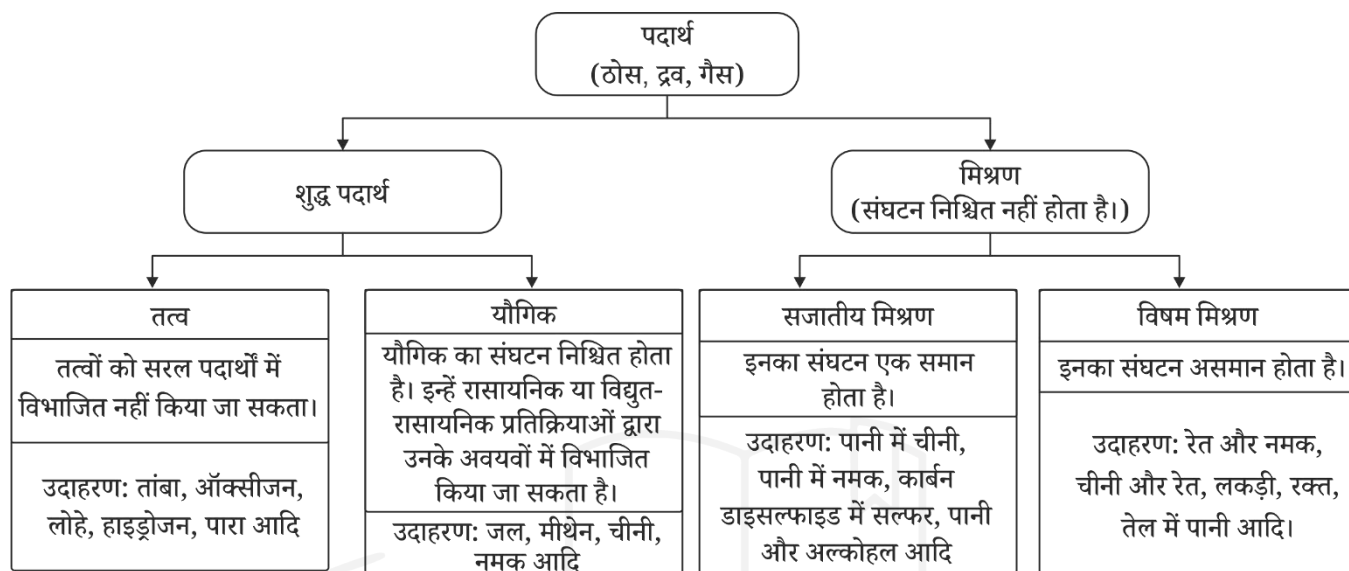 पदार्थ
(ठोस, द्रव, गैस)
शुद्ध पदार्थ
मिश्रण
(संघटन निश्चित नहीं होता है।)
तत्व
तत्वों को सरल पदार्थों में
विभाजित नहीं किया जा सकता।
उदाहरण: तांबा, ऑक्सीजन,
लोहे, हाइड्रोजन, पारा आदि
यौगिक
यौगिक का संघटन निश्चित होता
है। इन्हें रासायनिक या विद्युत-
रासायनिक प्रतिक्रियाओं द्वारा
उनके अवयवों में विभाजित
किया जा सकता है।
उदाहरण: जल, मीथेन, चीनी,
नमक आदि
सजातीय मिश्रण
इनका संघटन एक समान
होता है।
उदाहरण: पानी में चीनी,
पानी में नमक, कार्बन
डाइसल्फाइड में सल्फर, पानी
और अल्कोहल आदि
विषम मिश्रण
इनका संघटन असमान होता है।
उदाहरण: रेत और नमक,
चीनी और रेत, लकड़ी, रक्त,
तेल में पानी आदि।